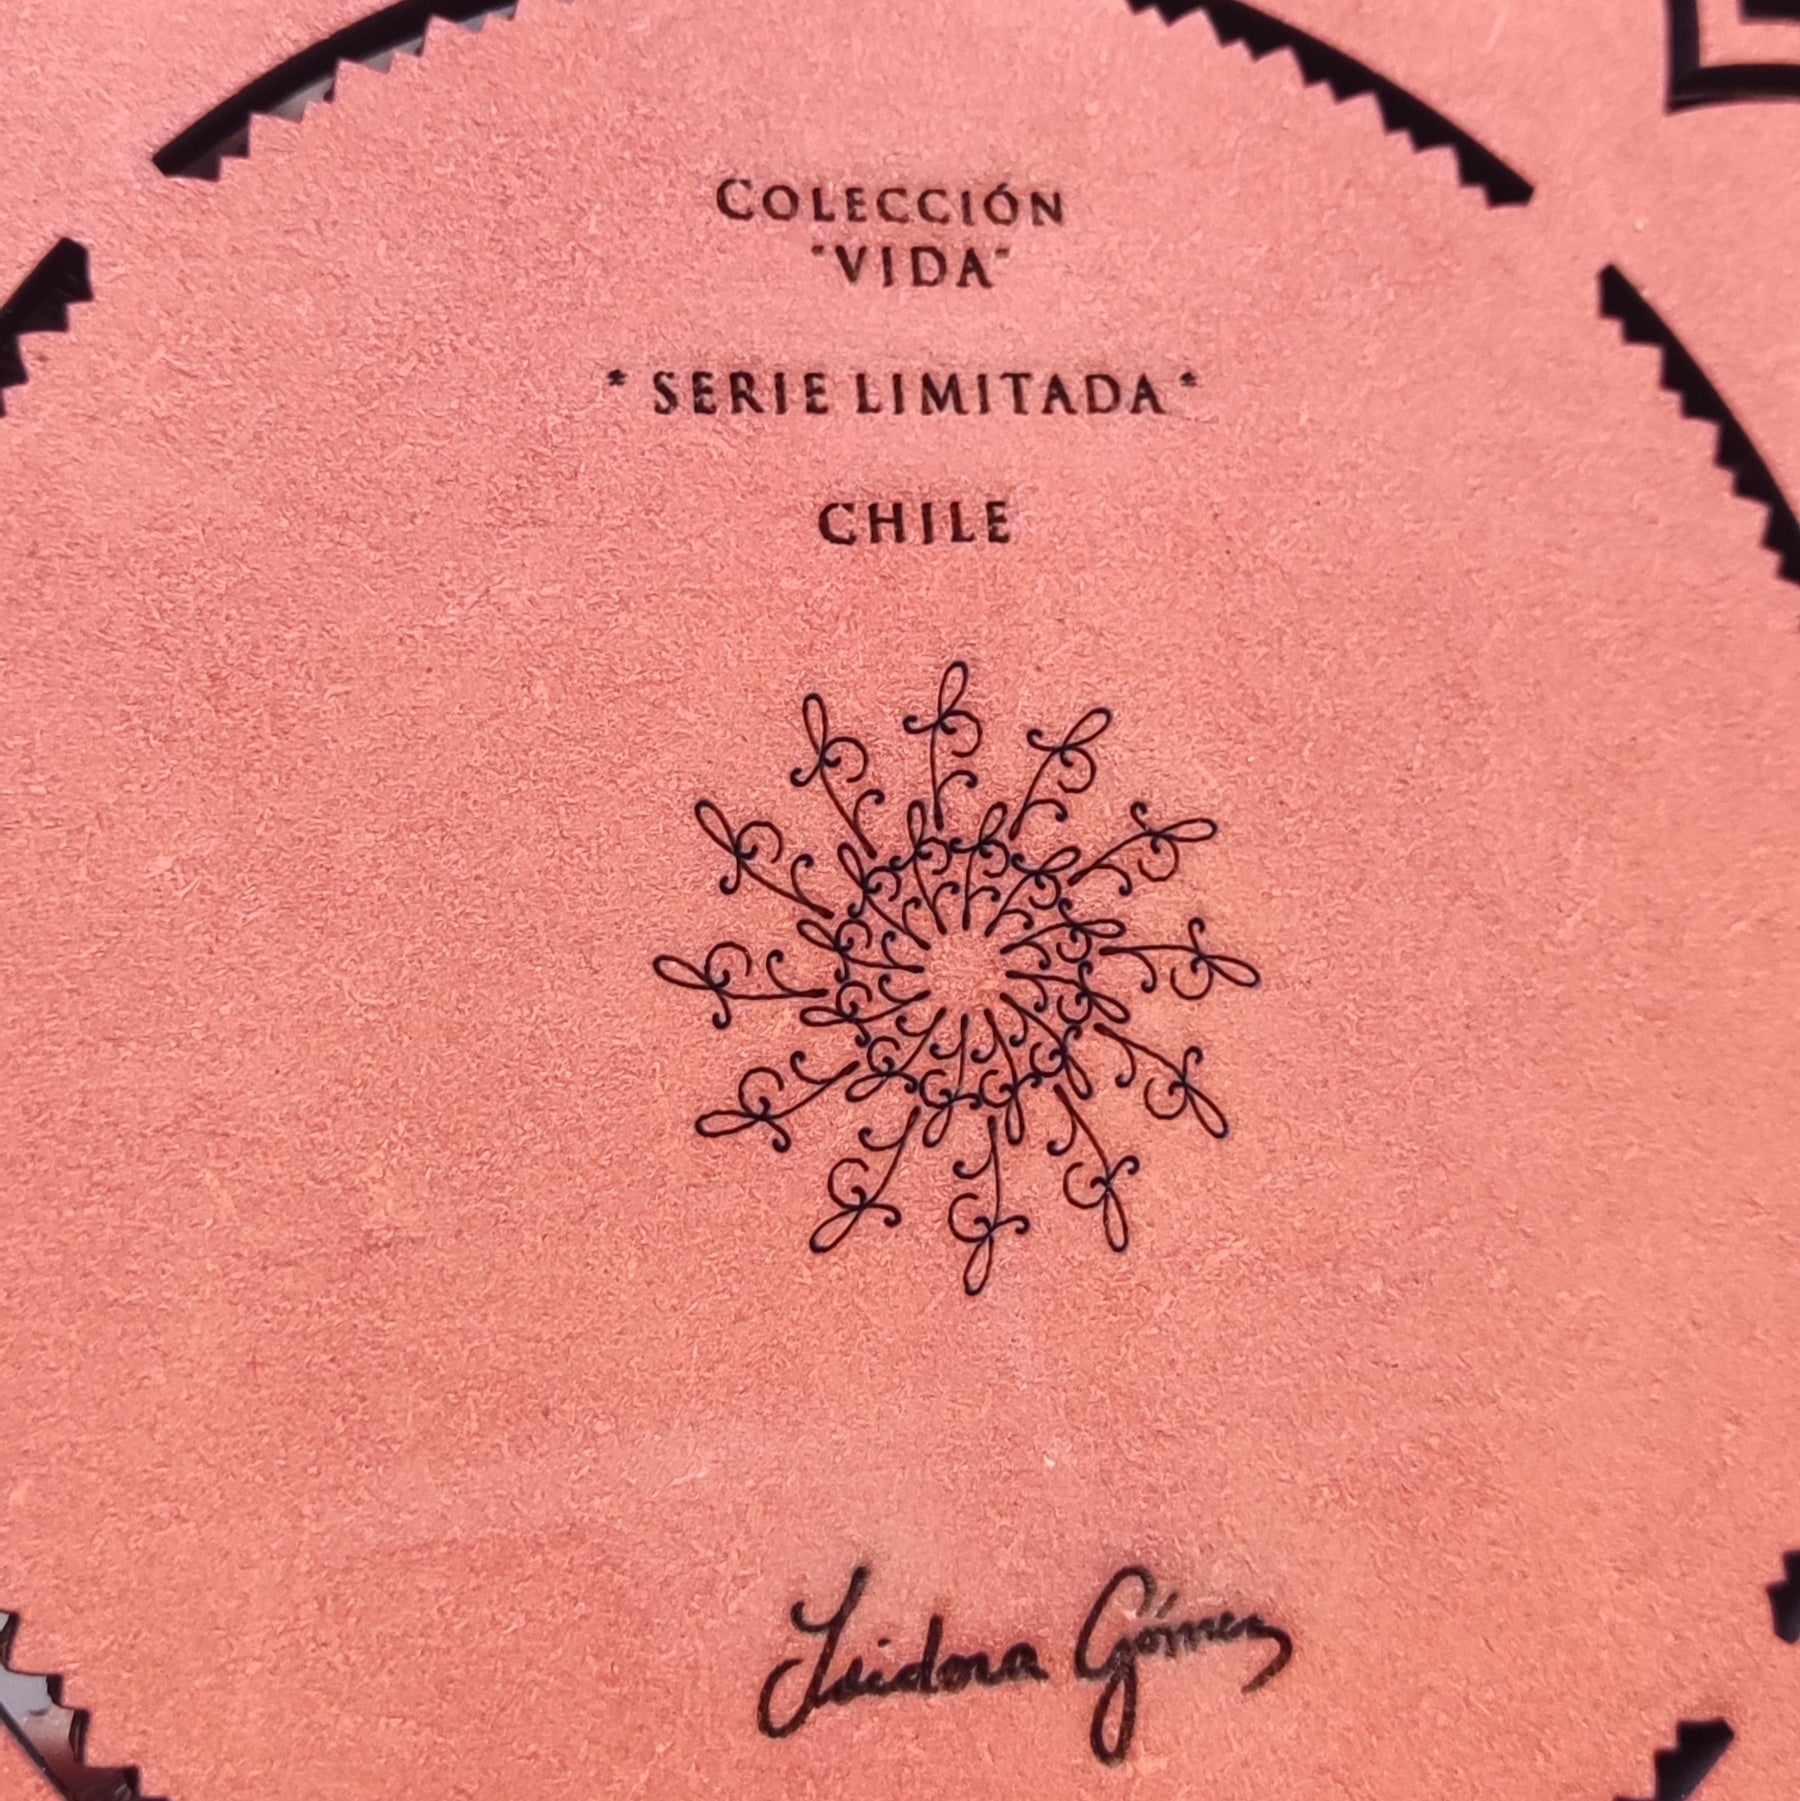 COLECCIÓN
"VIDA"
* SERIE LIMITADA *
CHILE
Isidora Gómez